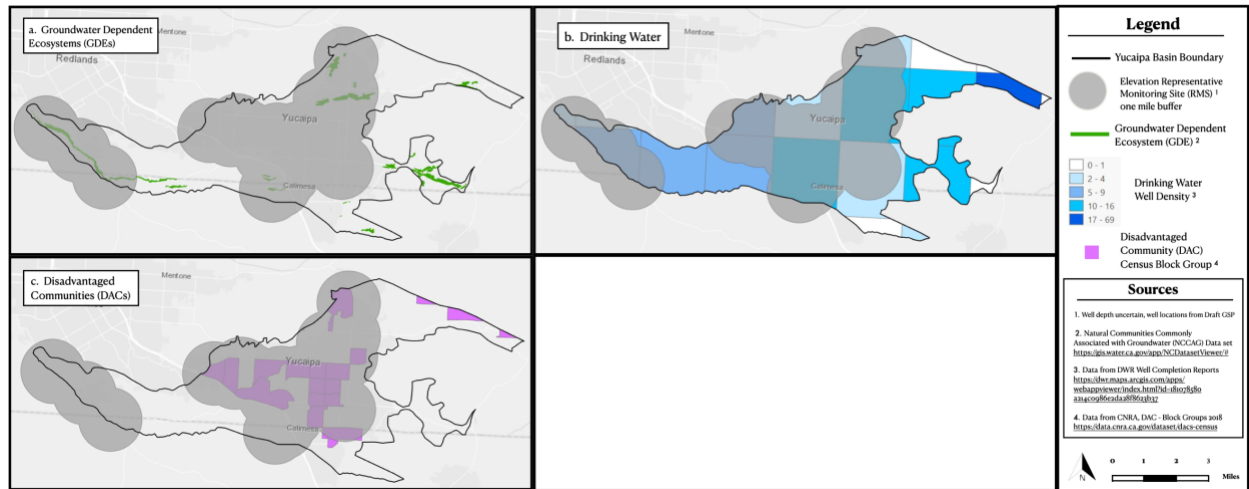 a. Groundwater Dependent
Ecosystems (GDEs)
Mentone
Redlands
Yucaipa
Calimesa
b. Drinking Water
Mentone
Redlands
Yucaipa
Calimesa
c. Disadvantaged
Communities (DACs)
Mentone
Yucaipa
Calimesa
Legend
Yucaipa Basin Boundary
Elevation Representative
Monitoring Site (RMS) 1
one mile buffer
Groundwater Dependent
Ecosystem (GDE) 2
0 - 1
2 - 4
5 - 9
10 - 16
17 - 69
Drinking Water
Well Density 3
Disadvantaged
Community (DAC)
Census Block Group 4
Sources
1. Well depth uncertain, well locations from Draft GSP
2. Natural Communities Commonly
Associated with Groundwater (NCCAG) Data set
https://gis.water.ca.gov/app/NCDatasetViewer/#
3. Data from DWR Well Completion Reports
https://dwr.maps.arcgis.com/apps/
webappviewer/index.html?id=181078580
a214c0986e2da28f8623b37
4. Data from CNRA, DAC - Block Groups 2018
https://data.cnra.ca.gov/dataset/dacs-census
N
0 1 2 3
Miles